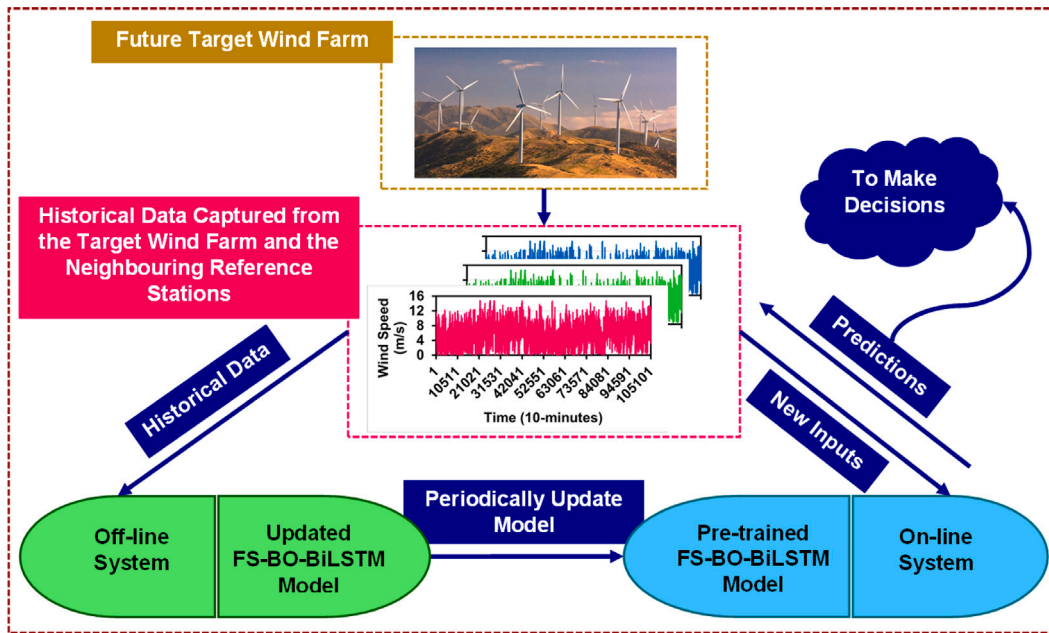 Future Target Wind Farm
Historical Data Captured from
the Target Wind Farm and the
Neighbouring Reference
Stations
To Make
Decisions
Wind Speed
(m/s)
16
12
8
4
0
1
10511
21021
31531
42041
52551
63061
73571
84081
94591
105101
Time (10-minutes)
Historical Data
Predictions
New Inputs
Periodically Update
Model
Off-line
System
Updated
FS-BO-BiLSTM
Model
Pre-trained
FS-BO-BiLSTM
Model
On-line
System